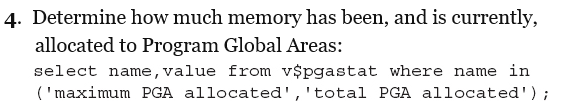 4. Determine how much memory has been, and is currently,
allocated to Program Global Areas:
select name,value from v$pgastat where name in
('maximum PGA allocated','total PGA allocated');